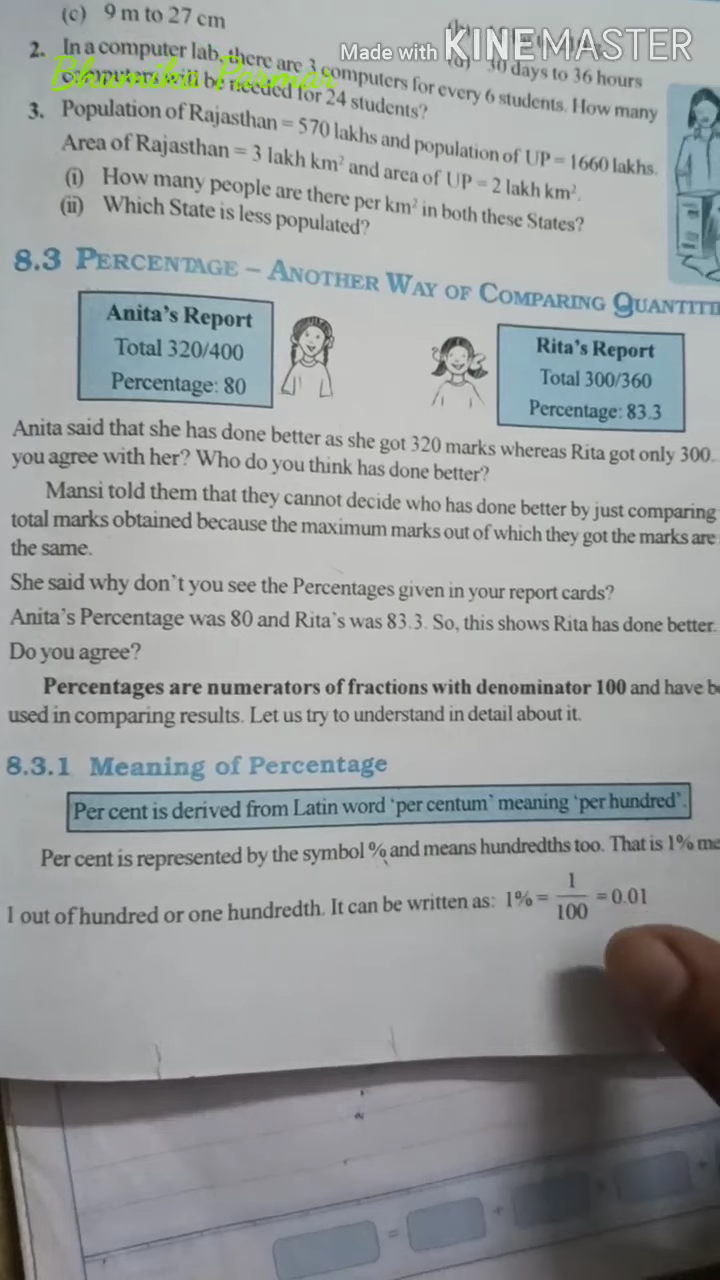 (c) 9 m to 27 cm
Made with KINEMASTER
(d) 30 days to 36 hours
Bhumika Parmar
2. In a computer lab, there are 3 computers for every 6 students. How many
computers will be needed for 24 students?
3. Population of Rajasthan = 570 lakhs and population of UP = 1660 lakhs.
Area of Rajasthan = 3 lakh km² and area of UP = 2 lakh km².
(i) How many people are there per km² in both these States?
(ii) Which State is less populated?
8.3 PERCENTAGE – ANOTHER WAY OF COMPARING
Anita's Report
Total 320/400
Percentage: 80
Rita's Report
Total 300/360
Percentage: 83.3
Anita said that she has done better as she got 320 marks whereas Rita got only 300.
you agree with her? Who do you think has done better?
Mansi told them that they cannot decide who has done better by just comparing
total marks obtained because the maximum marks out of which they got the marks are
the same.
She said why don't you see the Percentages given in your report cards?
Anita's Percentage was 80 and Rita's was 83.3. So, this shows Rita has done better.
Do you agree?
Percentages are numerators of fractions with denominator 100 and have
used in comparing results. Let us try to understand in detail about it.
8.3.1 Meaning of Percentage
Per cent is derived from Latin word 'per centum' meaning 'per hundred'.
Per cent is represented by the symbol % and means hundredths too. That is 1%
1 out of hundred or one hundredth. It can be written as: 1% = 1/100 = 0.01
= + + +